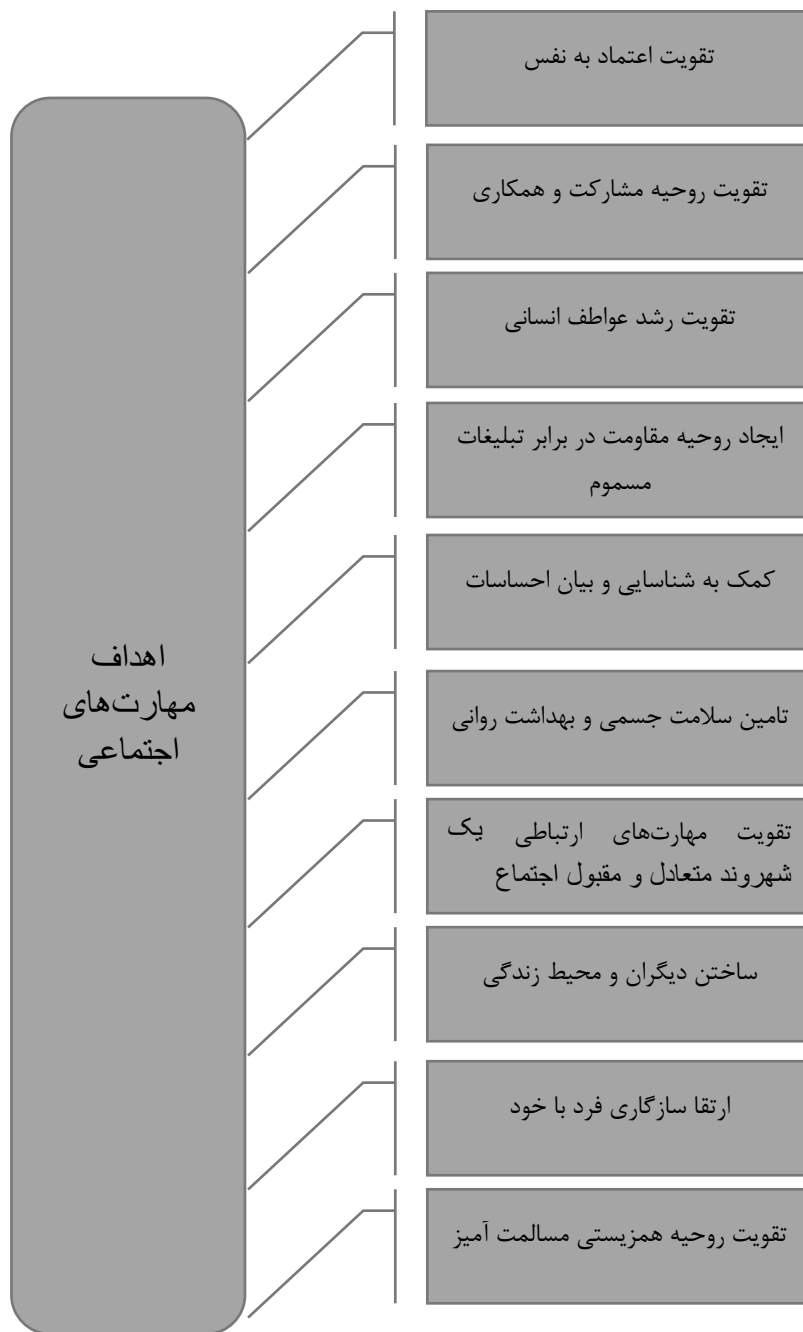 تقویت اعتماد به نفس
تقویت روحیه مشارکت و همکاری
تقویت رشد عواطف انسانی
ایجاد روحیه مقاومت در برابر تبلیغات
مسموم
کمک به شناسایی و بیان احساسات
اهداف
مهارت‌های
اجتماعی
تامین سلامت جسمی و بهداشت روانی
تقویت مهارت‌های ارتباطی یک
شهروند متعادل و مقبول اجتماع
ساختن دیگران و محیط زندگی
ارتقا سازگاری فرد با خود
تقویت روحیه همزیستی مسالمت آمیز